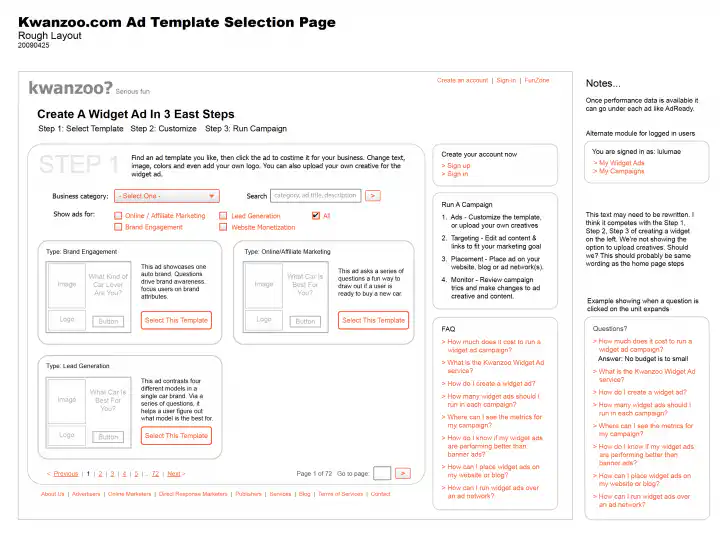 Kwanzoo.com Ad Template Selection Page
Rough Layout
20090425
kwanzoo? Serious fun
Create an account | Sign-in | FunZone
Create A Widget Ad In 3 East Steps
Step 1: Select Template Step 2: Customize Step 3: Run Campaign
STEP 1
Find an ad template you like, then click the ad to costime it for your business. Change text,
image, colors and even add your own logo. You can also upload your own creative for the
widget ad.
Business category: - Select One -
Search category, ad title, description >
Show ads for:
Online / Affiliate Marketing
Lead Generation
All
Brand Engagement
Website Monetization
Type: Brand Engagement
Image
What Kind of
Car Lover
Are You?
Logo
Button
This ad showcases one
auto brand. Questions
drive brand awareness.
focus users on brand
attributes.
Select This Template
Type: Online/Affiliate Marketing
Image
What Car Is
Best For
You?
Logo
Button
This ad asks a series of
questions a fun way to
draw out if a user is
ready to buy a new car.
Select This Template
Type: Lead Generation
Image
What Car Is
Best For
You?
Logo
Button
This ad contrasts four
different models in a
single car brand. Via a
series of questions, it
helps a user figure out
what model is the best for.
Select This Template
< Previous | 1 | 2 | 3 | 4 | 5 |... 72 | Next >
Page 1 of 72 Go to page: >
About Us | Advertisers | Online Marketers | Direct Response Marketers | Publishers | Services | Blog | Terms of Services | Contact
Create your account now
> Sign up
> Sign in
Run A Campaign
1. Ads - Customize the template,
or upload your own creatives
2. Targeting - Edit ad content &
links to fit your marketing goal
3. Placement - Place ad on your
website, blog or ad network(s).
4. Monitor - Review campaign
trics and make changes to ad
creative and content.
FAQ
> How much does it cost to run a
widget ad campaign?
> What is the Kwanzoo Widget Ad
service?
> How do I create a widget ad?
> How many widget ads should I
run in each campaign?
> Where can I see the metrics for
my campaign?
> How do I know if my widget ads
are performing better than
banner ads?
> How can I place widget ads on
my website or blog?
> How can I run widget ads over
an ad network?
Notes...
Once performance data is available it
can go under each ad like AdReady.
Alternate module for logged in users
You are signed in as: lulumae
> My Widget Ads
> My Campaigns
This text may need to be rewritten. I
think it competes with the Step 1,
Step 2, Step 3 of creating a widget
on the left. We're not showing the
option to upload creatives. Should
we? This should probably be same
wording as the home page steps
Example showing when a question is
clicked on the unit expands
Questions?
> How much does it cost to run a
widget ad campaign?
Answer: No budget is to small
> What is the Kwanzoo Widget Ad
service?
> How do I create a widget ad?
> How many widget ads should I
run in each campaign?
> Where can I see the metrics for
my campaign?
> How do I know if my widget ads
are performing better than
banner ads?
> How can I place widget ads on
my website or blog?
> How can I run widget ads over
an ad network?